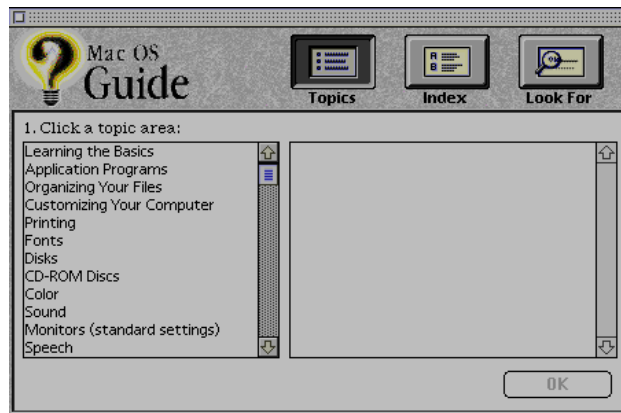 Mac OS
Guide
Topics
Index
Look For
1. Click a topic area:
Learning the Basics
Application Programs
Organizing Your Files
Customizing Your Computer
Printing
Fonts
Disks
CD-ROM Discs
Color
Sound
Monitors (standard settings)
Speech
OK